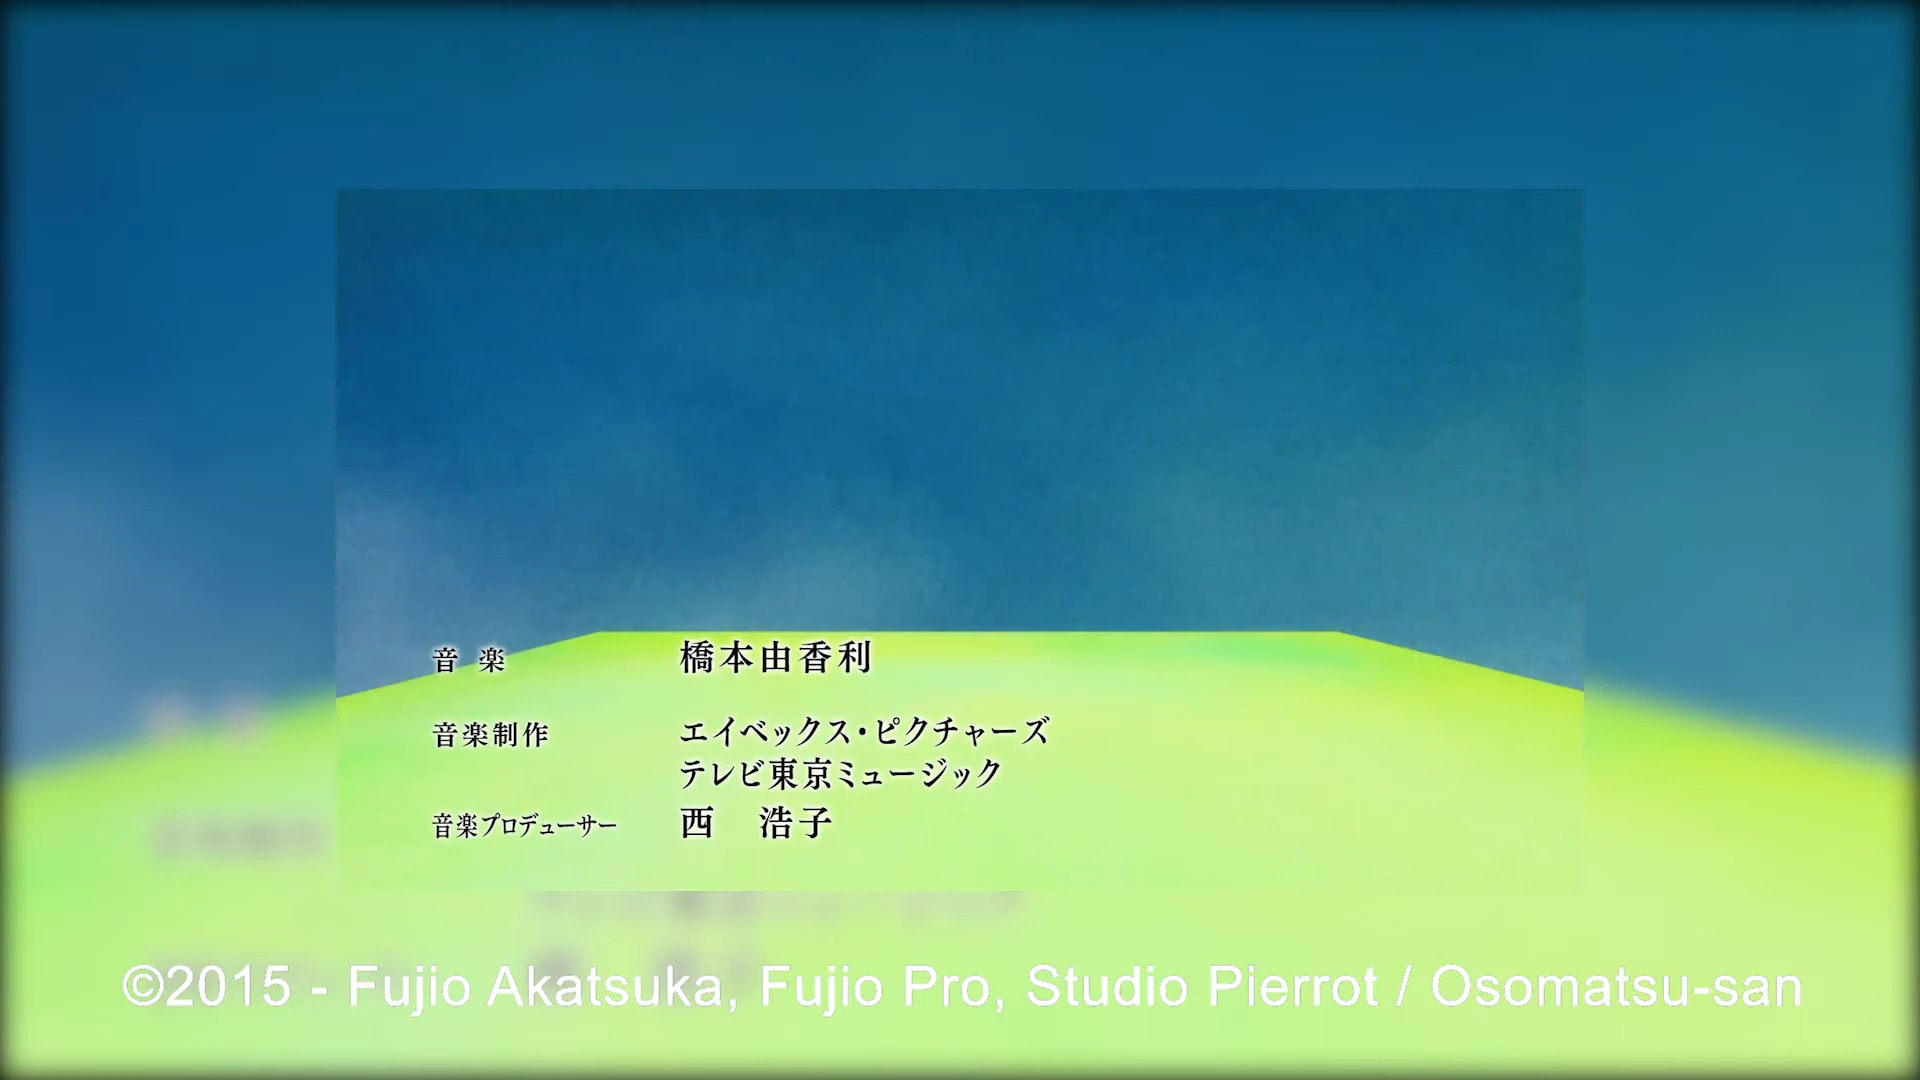 音 楽 橋本由香利
音楽制作 エイベックス・ピクチャーズ
テレビ東京ミュージック
音楽プロデューサー 西 浩子
©2015 - Fujio Akatsuka, Fujio Pro, Studio Pierrot / Osomatsu-san